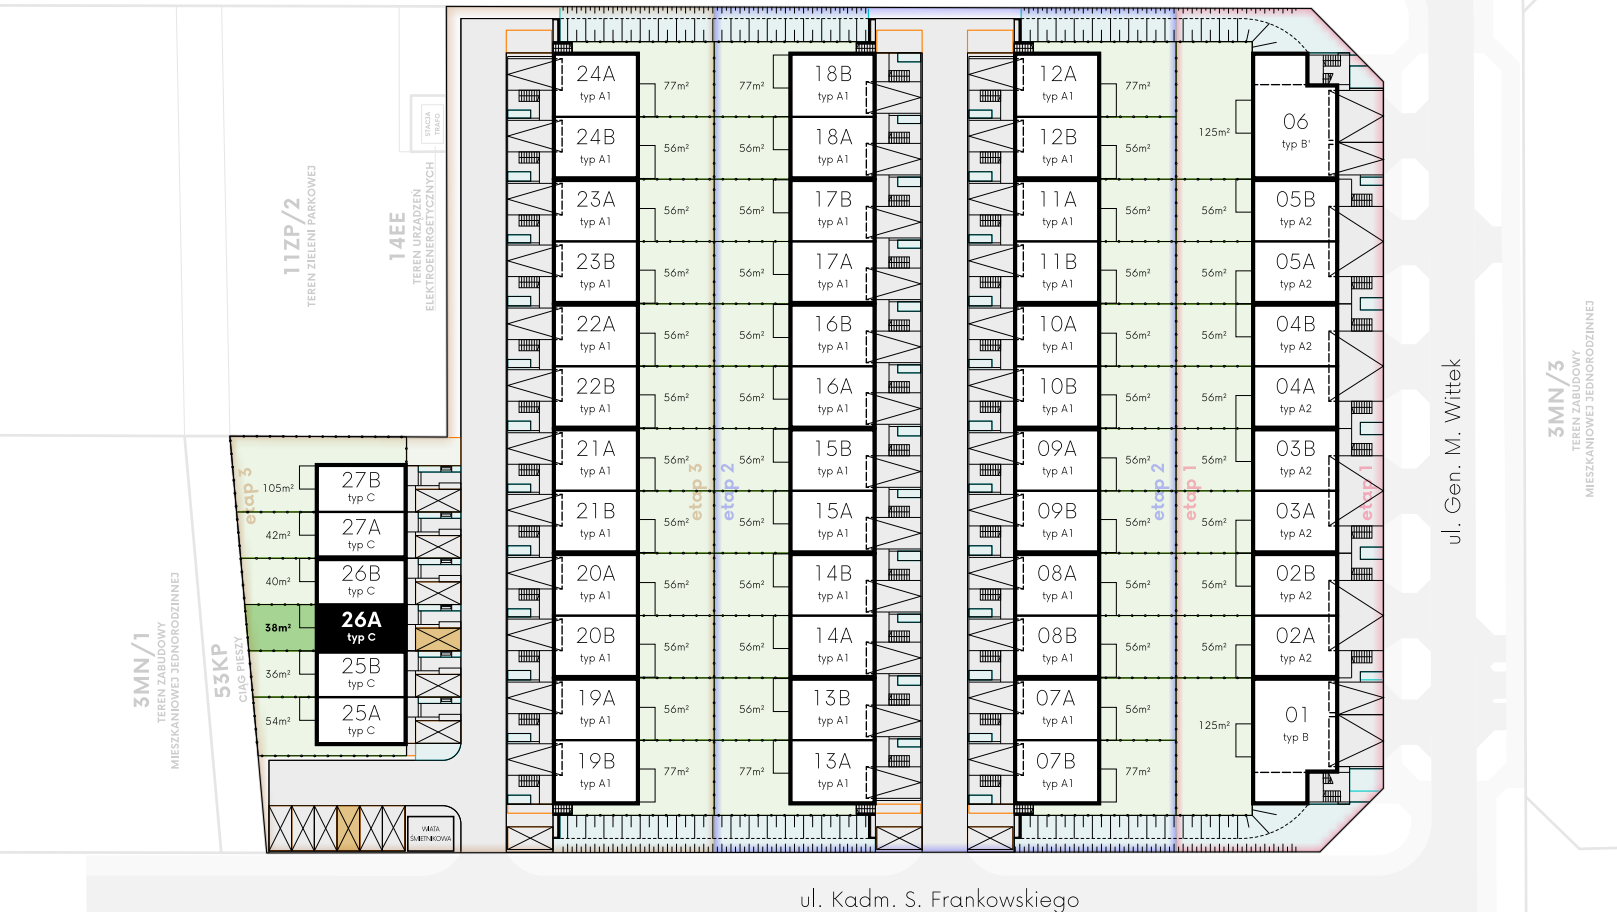 STACJA
TRAFO
11ZP/2
TEREN ZIELENI PARKOWEJ
14EE
TEREN URZĄDZEŃ
ELEKTROENERGETYCZNYCH
3MN/1
TEREN ZABUDOWY
MIESZKANIOWEJ JEDNORODZINNEJ
53KP
CIĄG PIESZY
etap 3
105m²
27B
typ C
42m²
27A
typ C
40m²
26B
typ C
38m²
26A
typ C
36m²
25B
typ C
54m²
25A
typ C
WIATA
ŚMIETNIKOWA
24A
typ A1
77m²
24B
typ A1
56m²
23A
typ A1
56m²
23B
typ A1
56m²
22A
typ A1
56m²
22B
typ A1
56m²
21A
typ A1
56m²
21B
typ A1
56m²
20A
typ A1
56m²
20B
typ A1
56m²
19A
typ A1
56m²
19B
typ A1
77m²
etap 3
etap 2
77m²
18B
typ A1
56m²
18A
typ A1
56m²
17B
typ A1
56m²
17A
typ A1
56m²
16B
typ A1
56m²
16A
typ A1
56m²
15B
typ A1
56m²
15A
typ A1
56m²
14B
typ A1
56m²
14A
typ A1
56m²
13B
typ A1
77m²
13A
typ A1
12A
typ A1
77m²
12B
typ A1
56m²
11A
typ A1
56m²
11B
typ A1
56m²
10A
typ A1
56m²
10B
typ A1
56m²
09A
typ A1
56m²
09B
typ A1
56m²
08A
typ A1
56m²
08B
typ A1
56m²
07A
typ A1
56m²
07B
typ A1
77m²
etap 2
etap 1
125m²
06
typ B'
56m²
05B
typ A2
56m²
05A
typ A2
56m²
04B
typ A2
56m²
04A
typ A2
56m²
03B
typ A2
56m²
03A
typ A2
56m²
02B
typ A2
56m²
02A
typ A2
125m²
01
typ B
etap 1
ul. Gen. M. Wittek
3MN/3
TEREN ZABUDOWY
MIESZKANIOWEJ JEDNORODZINNEJ
ul. Kadm. S. Frankowskiego